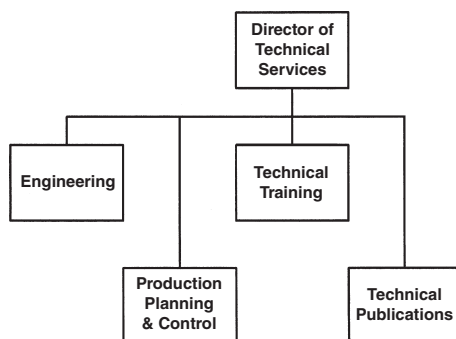 Director of
Technical
Services
Engineering
Technical
Training
Production
Planning
& Control
Technical
Publications